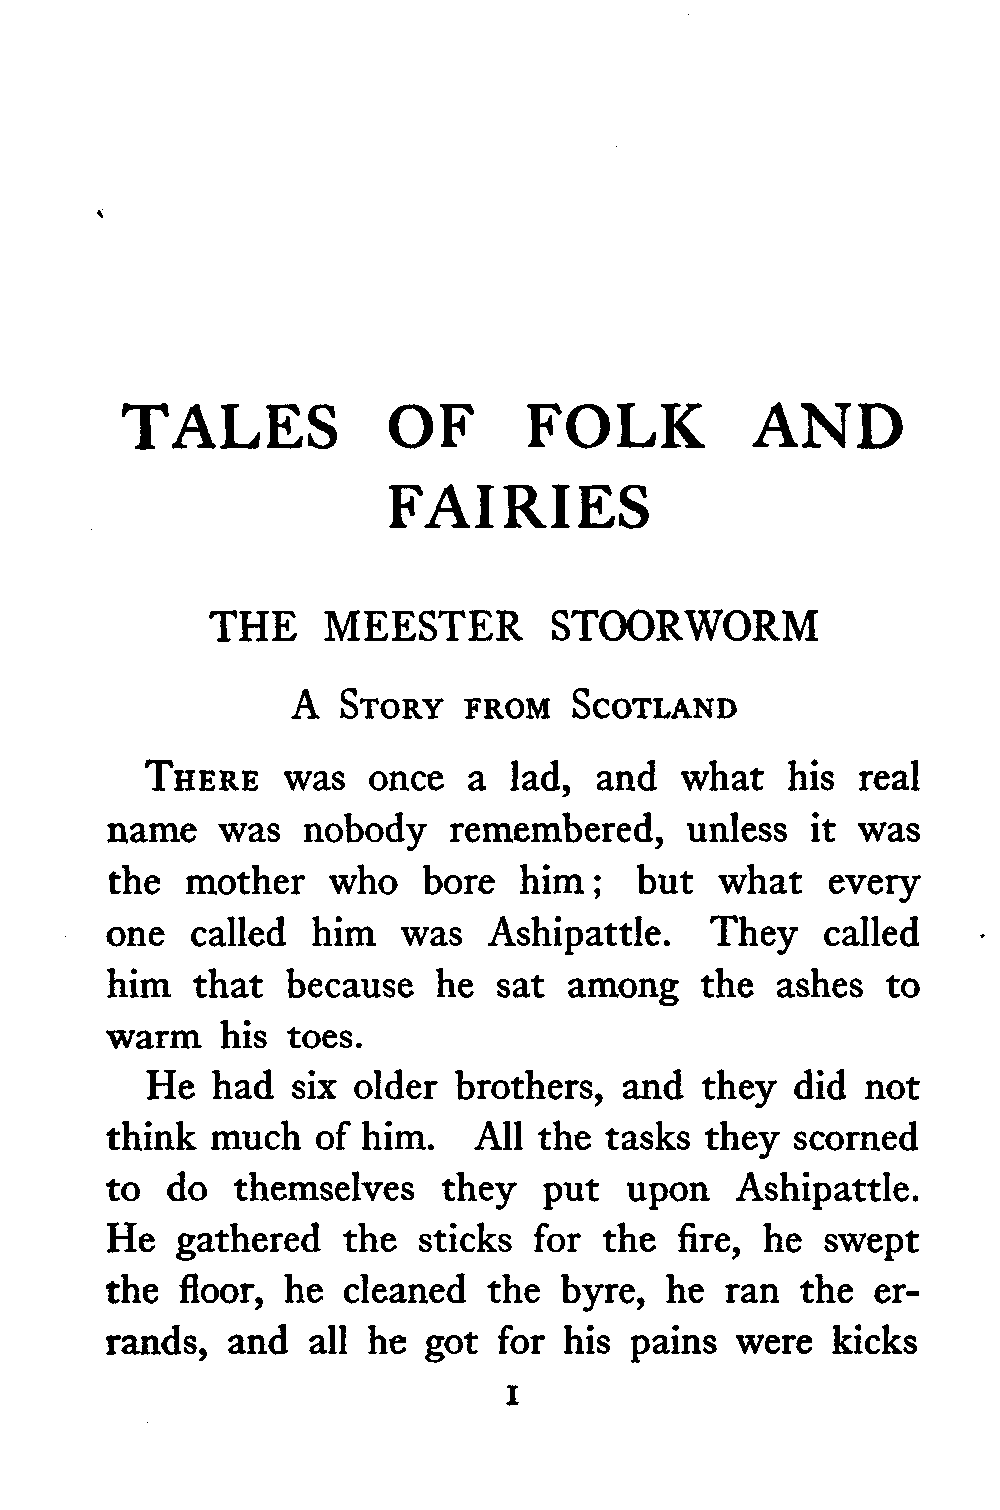 TALES OF FOLK AND
FAIRIES
THE MEESTER STOORWORM
A STORY FROM SCOTLAND
THERE was once a lad, and what his real
name was nobody remembered, unless it was
the mother who bore him; but what every
one called him was Ashipattle. They called
him that because he sat among the ashes to
warm his toes.
He had six older brothers, and they did not
think much of him. All the tasks they scorned
to do themselves they put upon Ashipattle.
He gathered the sticks for the fire, he swept
the floor, he cleaned the byre, he ran the er-
rands, and all he got for his pains were kicks
1